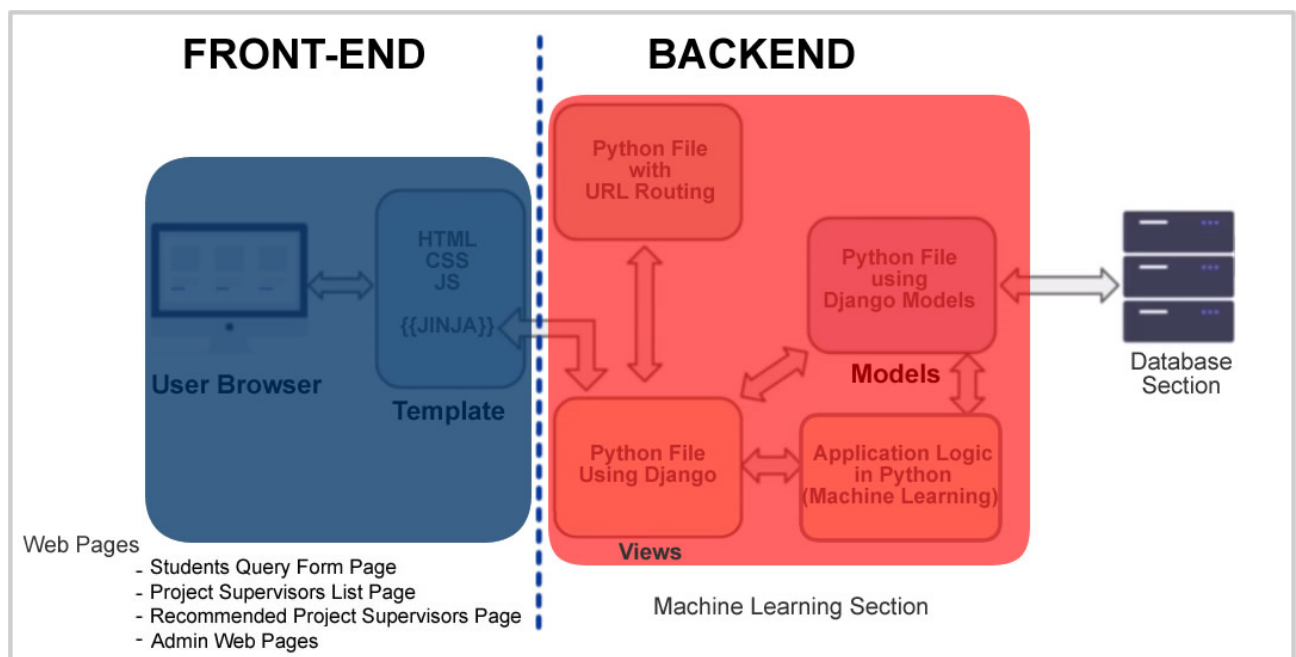 FRONT-END
BACKEND
HTML
CSS
JS
{{JINJA}}
User Browser
Template
Python File
with
URL Routing
Python File
using
Django Models
Models
Python File
Using Django
Views
Application Logic
in Python
(Machine Learning)
Database
Section
Web Pages
- Students Query Form Page
- Project Supervisors List Page
- Recommended Project Supervisors Page
- Admin Web Pages
Machine Learning Section